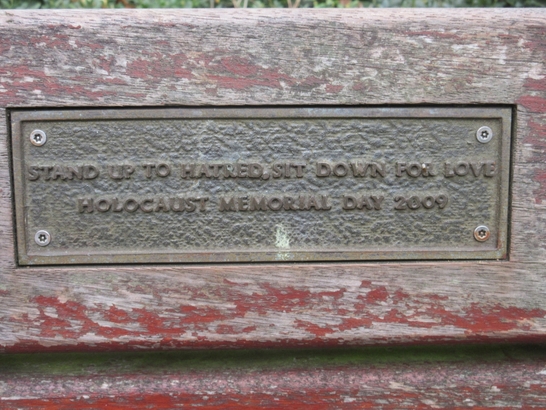 STAND UP TO HATRED, SIT DOWN FOR LOVE
HOLOCAUST MEMORIAL DAY 2009